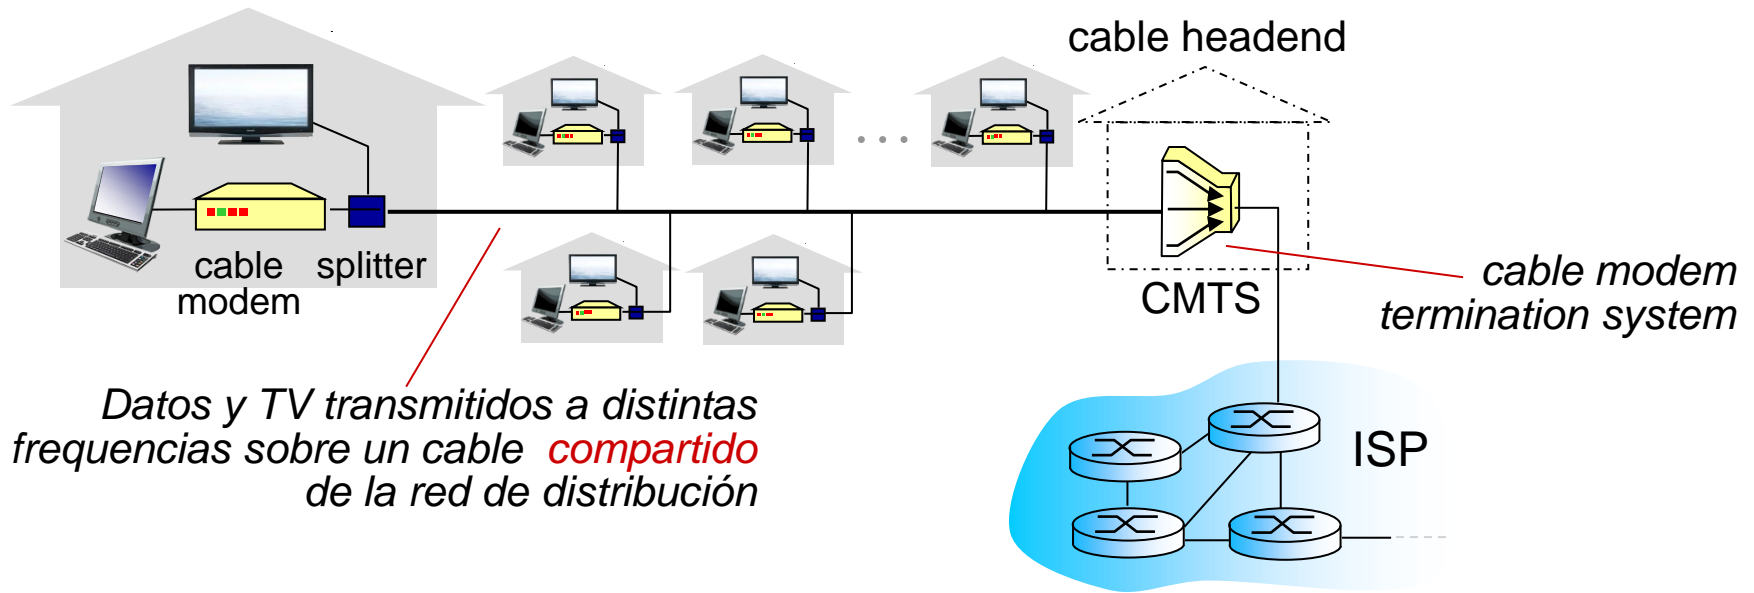 cable headend
cable
modem
splitter
CMTS
cable modem
termination system
Datos y TV transmitidos a distintas
frequencias sobre un cable compartido
de la red de distribución
ISP